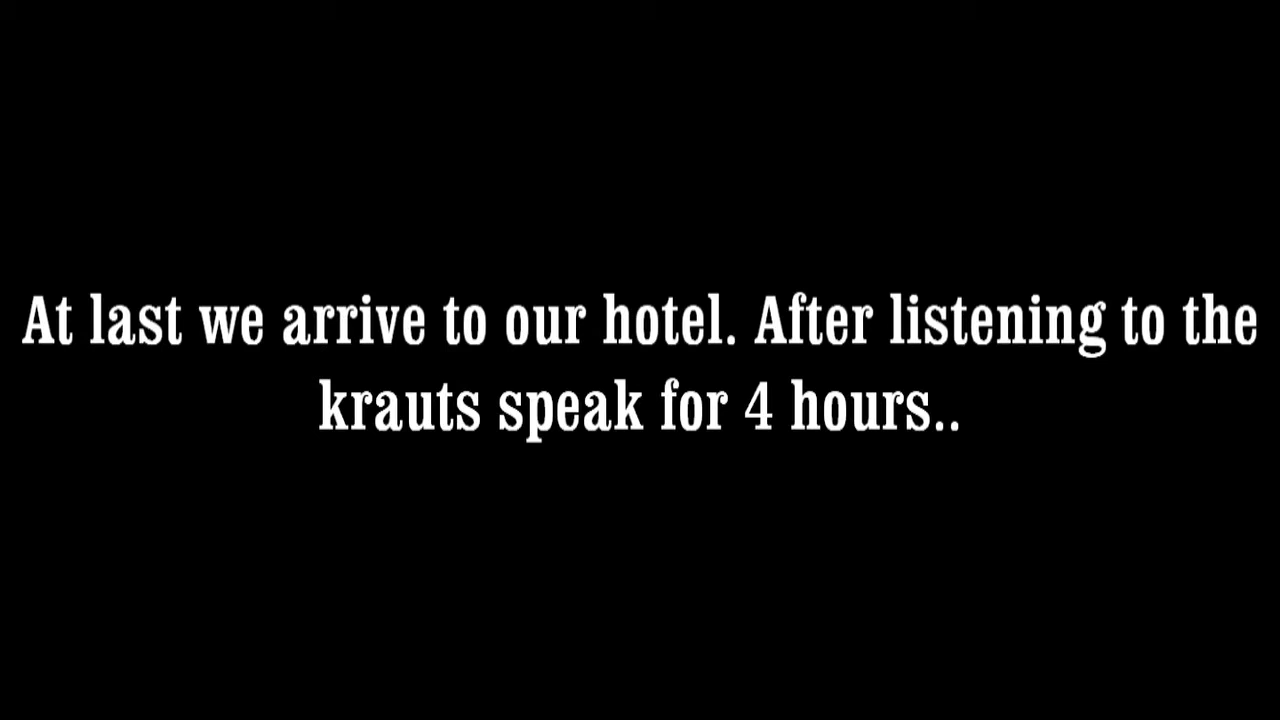 At last we arrive to our hotel. After listening to the
krauts speak for 4 hours..